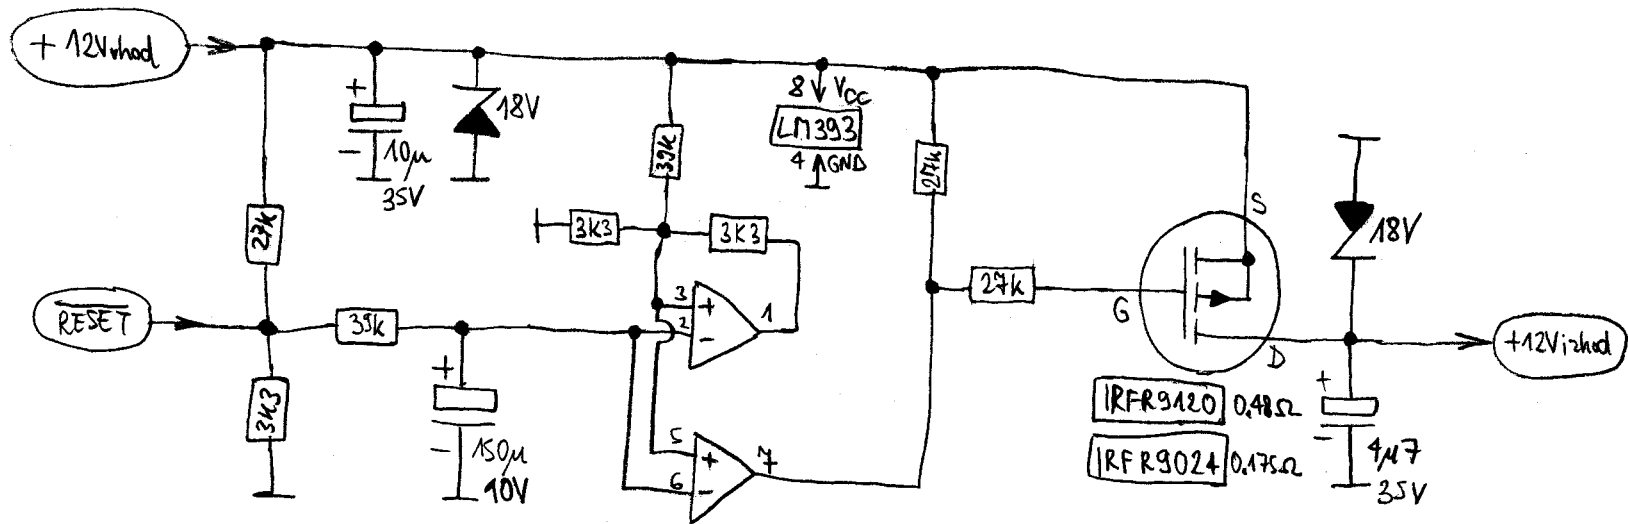 + 12Vvhod
+
-
10μ
35V
18V
39k
8 Vcc
LM393
4 GND
27k
27k
3K3
3K3
S
18V
27k
G
D
RESET
39k
3
+
2
-
1
+12Vizhod
3K3
+
-
150μ
10V
5
+
6
-
7
IRFR9120 0.48Ω
IRFR9024 0.175Ω
+
-
4μ7
35V